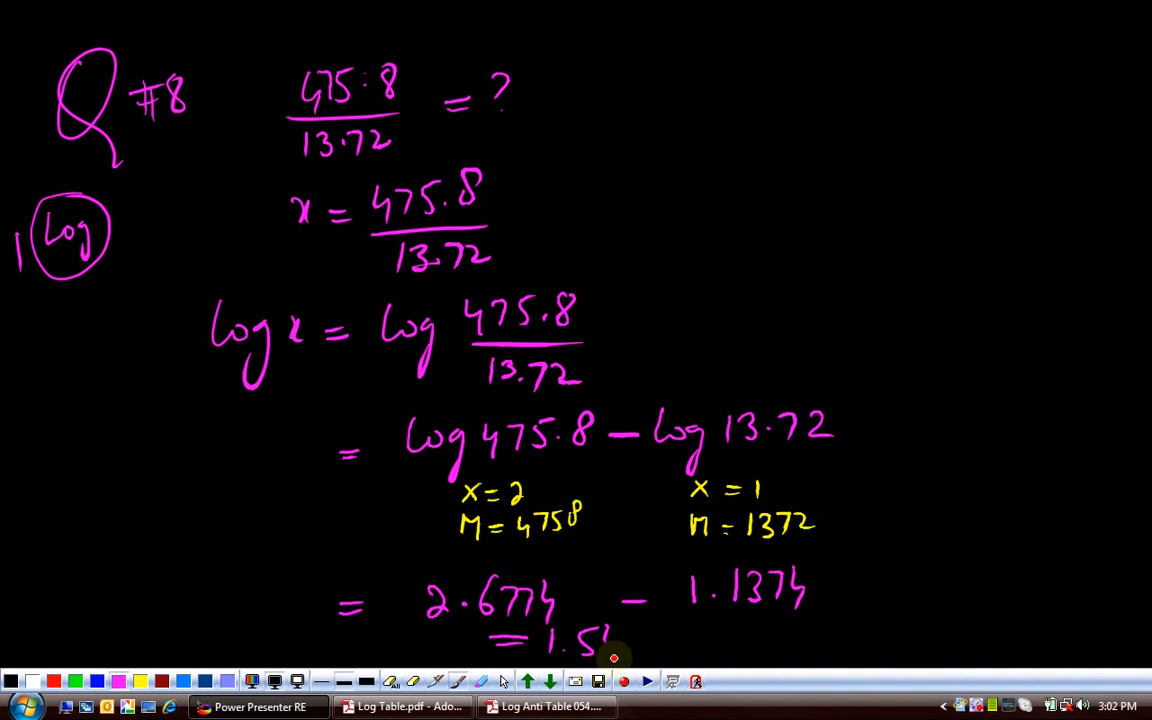 Q #8 475.8 / 13.72 = ?
x = 475.8 / 13.72
1 Log
log x = log 475.8 / 13.72
= log 475.8 − log 13.72
X = 2 X = 1
M = 4758 M = 1372
= 2.6774 − 1.1374
= 1.5
All
Power Presenter RE
Log Table.pdf - Ado...
Log Anti Table 054....
3:02 PM